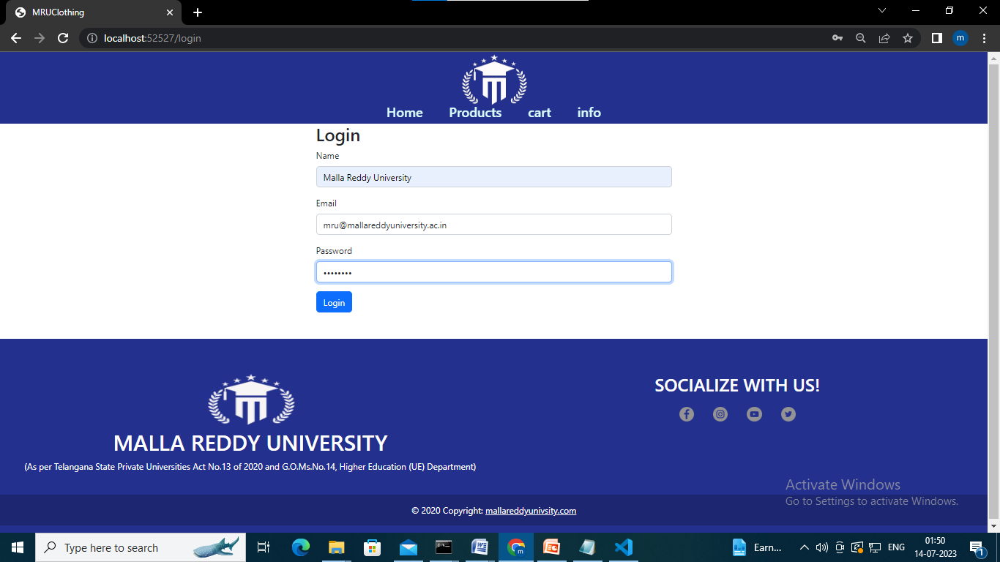 MRUClothing
localhost:52527/login
m
Home Products cart info
Login
Name
Malla Reddy University
Email
mru@mallareddyuniversity.ac.in
Password
••••••••
Login
SOCIALIZE WITH US!
MALLA REDDY UNIVERSITY
(As per Telangana State Private Universities Act No.13 of 2020 and G.O.Ms.No.14, Higher Education (UE) Department)
Activate Windows
Go to Settings to activate Windows.
© 2020 Copyright: mallareddyunivsity.com
Type here to search
Earn...
ENG
01:50
14-07-2023
1